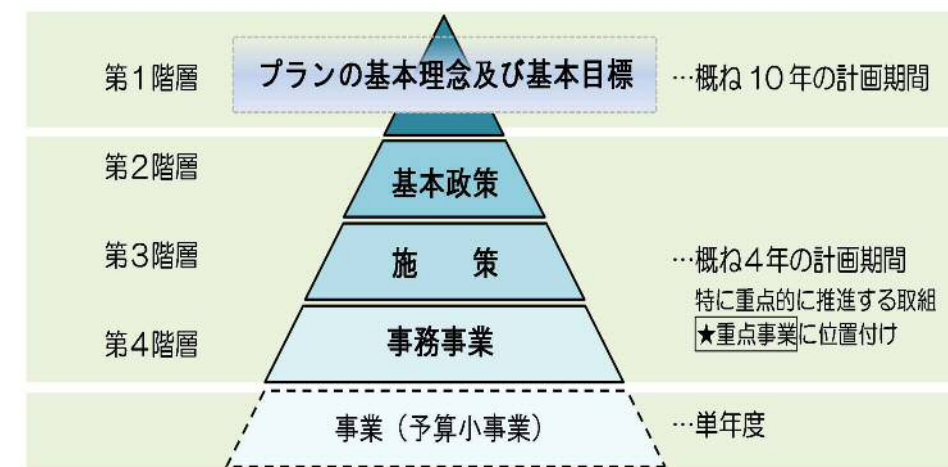 第1階層
プランの基本理念及び基本目標
…概ね10年の計画期間
第2階層
基本政策
第3階層
施　策
…概ね4年の計画期間
特に重点的に推進する取組
★重点事業に位置付け
第4階層
事務事業
事業（予算小事業）
…単年度